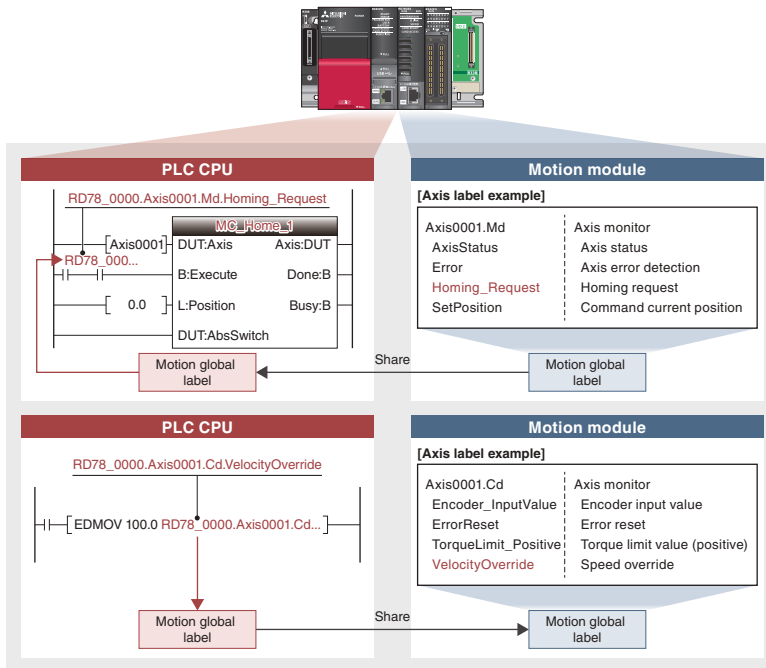 PLC CPU
RD78_0000.Axis0001.Md.Homing_Request
MC_Home_1
[Axis0001]
DUT:Axis
Axis:DUT
RD78_000...
B:Execute
Done:B
[ 0.0 ]
L:Position
Busy:B
DUT:AbsSwitch
Motion global
label
Share
Motion module
[Axis label example]
Axis0001.Md
Axis monitor
AxisStatus
Axis status
Error
Axis error detection
Homing_Request
Homing request
SetPosition
Command current position
Motion global
label
PLC CPU
RD78_0000.Axis0001.Cd.VelocityOverride
[EDMOV 100.0 RD78_0000.Axis0001.Cd...]
Motion global
label
Share
Motion module
[Axis label example]
Axis0001.Cd
Axis monitor
Encoder_InputValue
Encoder input value
ErrorReset
Error reset
TorqueLimit_Positive
Torque limit value (positive)
VelocityOverride
Speed override
Motion global
label